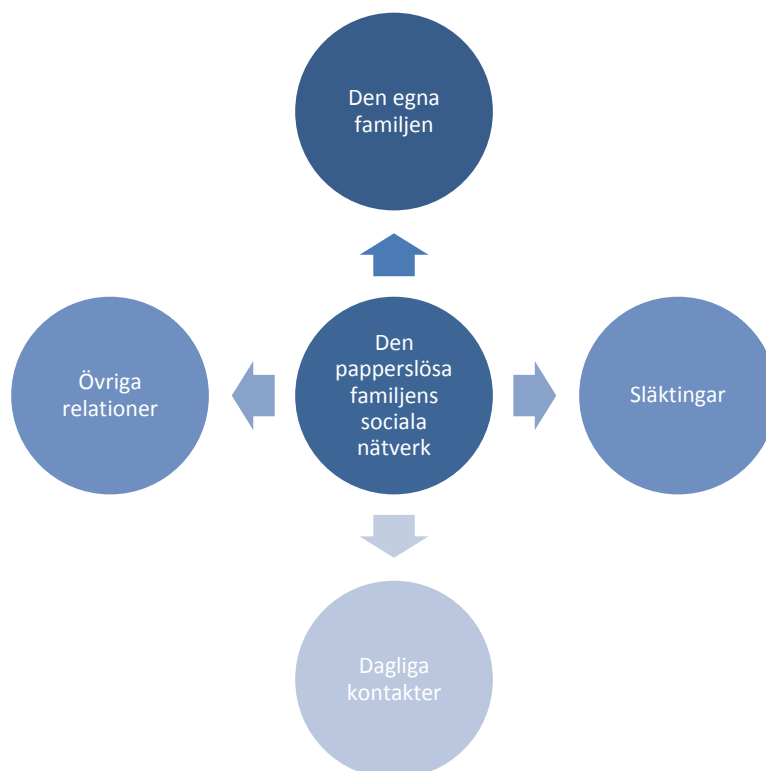 Den egna
familjen
Övriga
relationer
Den
papperslösa
familjens
sociala
nätverk
Släktingar
Dagliga
kontakter